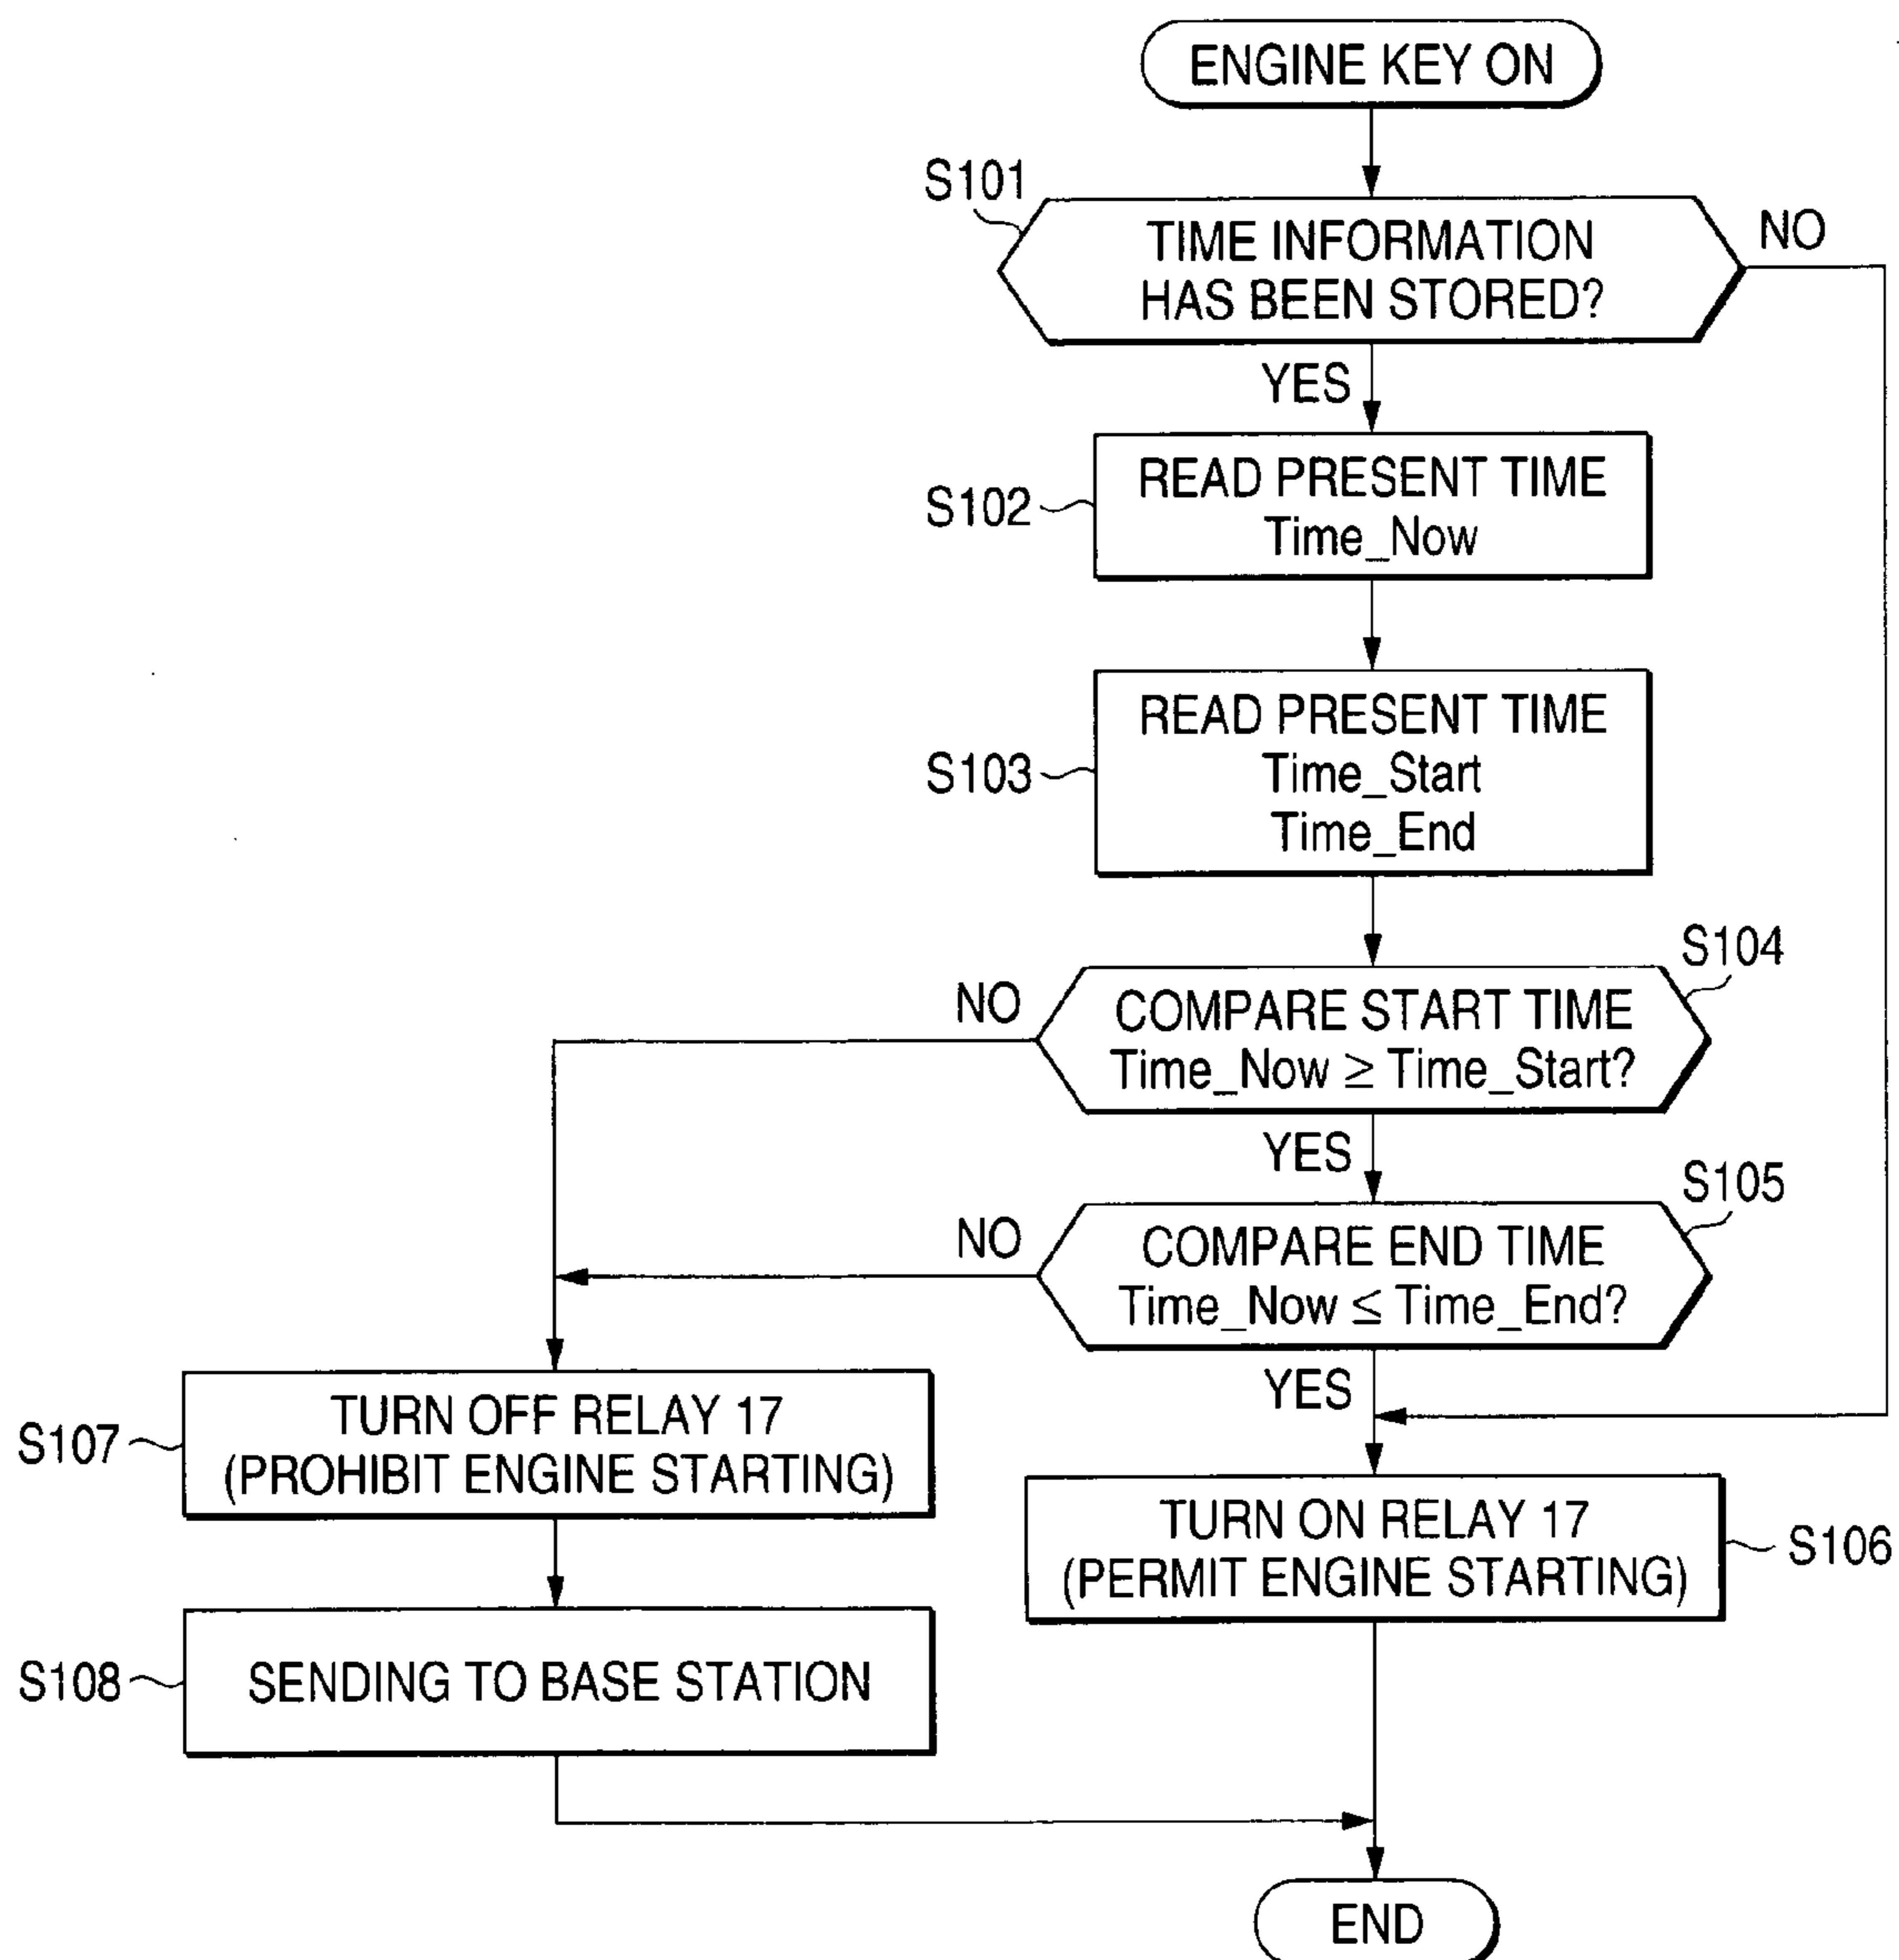 ENGINE KEY ON
S101
TIME INFORMATION
HAS BEEN STORED?
NO
YES
S102
READ PRESENT TIME
Time_Now
S103
READ PRESENT TIME
Time_Start
Time_End
S104
NO
COMPARE START TIME
Time_Now ≥ Time_Start?
YES
S105
NO
COMPARE END TIME
Time_Now ≤ Time_End?
YES
S107
TURN OFF RELAY 17
(PROHIBIT ENGINE STARTING)
TURN ON RELAY 17
(PERMIT ENGINE STARTING)
S106
S108
SENDING TO BASE STATION
END